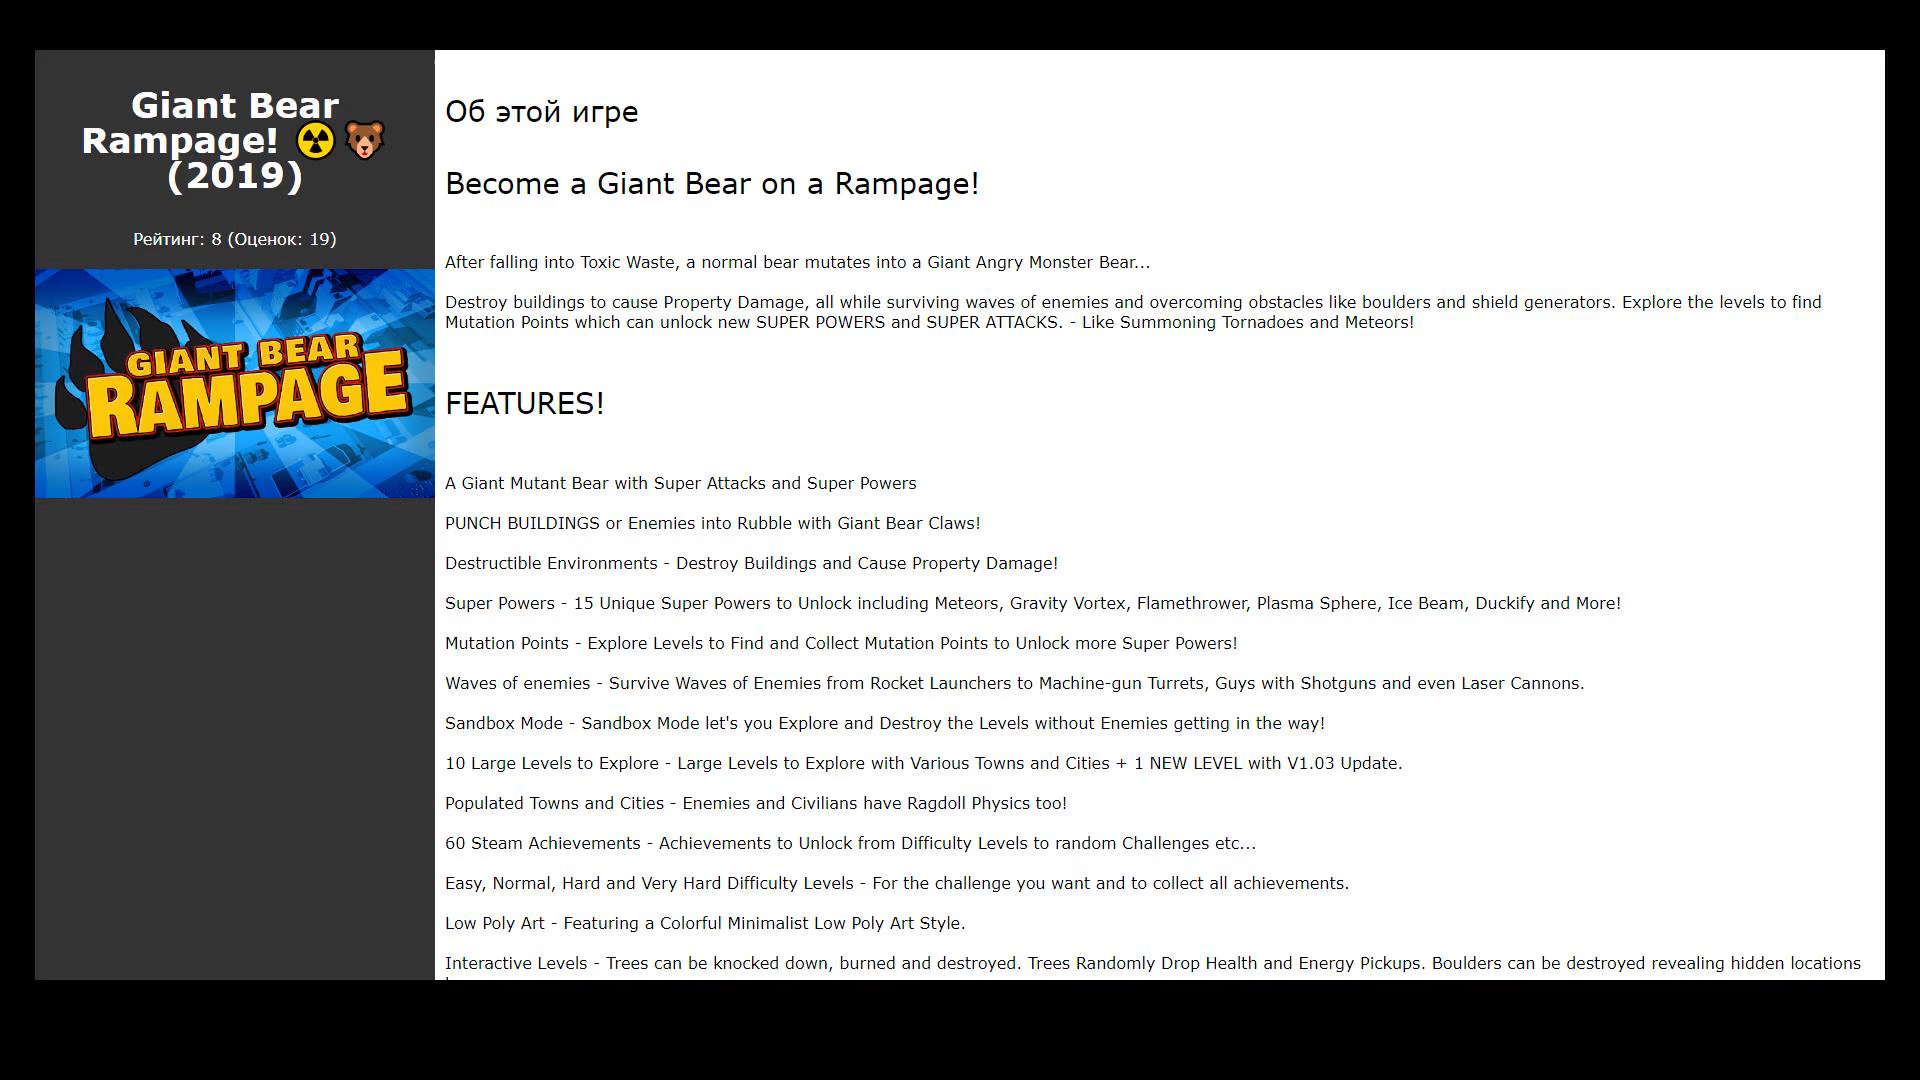 Giant Bear
Rampage! ☢🐻
(2019)
Рейтинг: 8 (Оценок: 19)
GIANT BEAR
RAMPAGE
Об этой игре
Become a Giant Bear on a Rampage!
After falling into Toxic Waste, a normal bear mutates into a Giant Angry Monster Bear...
Destroy buildings to cause Property Damage, all while surviving waves of enemies and overcoming obstacles like boulders and shield generators. Explore the levels to find
Mutation Points which can unlock new SUPER POWERS and SUPER ATTACKS. - Like Summoning Tornadoes and Meteors!
FEATURES!
A Giant Mutant Bear with Super Attacks and Super Powers
PUNCH BUILDINGS or Enemies into Rubble with Giant Bear Claws!
Destructible Environments - Destroy Buildings and Cause Property Damage!
Super Powers - 15 Unique Super Powers to Unlock including Meteors, Gravity Vortex, Flamethrower, Plasma Sphere, Ice Beam, Duckify and More!
Mutation Points - Explore Levels to Find and Collect Mutation Points to Unlock more Super Powers!
Waves of enemies - Survive Waves of Enemies from Rocket Launchers to Machine-gun Turrets, Guys with Shotguns and even Laser Cannons.
Sandbox Mode - Sandbox Mode let's you Explore and Destroy the Levels without Enemies getting in the way!
10 Large Levels to Explore - Large Levels to Explore with Various Towns and Cities + 1 NEW LEVEL with V1.03 Update.
Populated Towns and Cities - Enemies and Civilians have Ragdoll Physics too!
60 Steam Achievements - Achievements to Unlock from Difficulty Levels to random Challenges etc...
Easy, Normal, Hard and Very Hard Difficulty Levels - For the challenge you want and to collect all achievements.
Low Poly Art - Featuring a Colorful Minimalist Low Poly Art Style.
Interactive Levels - Trees can be knocked down, burned and destroyed. Trees Randomly Drop Health and Energy Pickups. Boulders can be destroyed revealing hidden locations